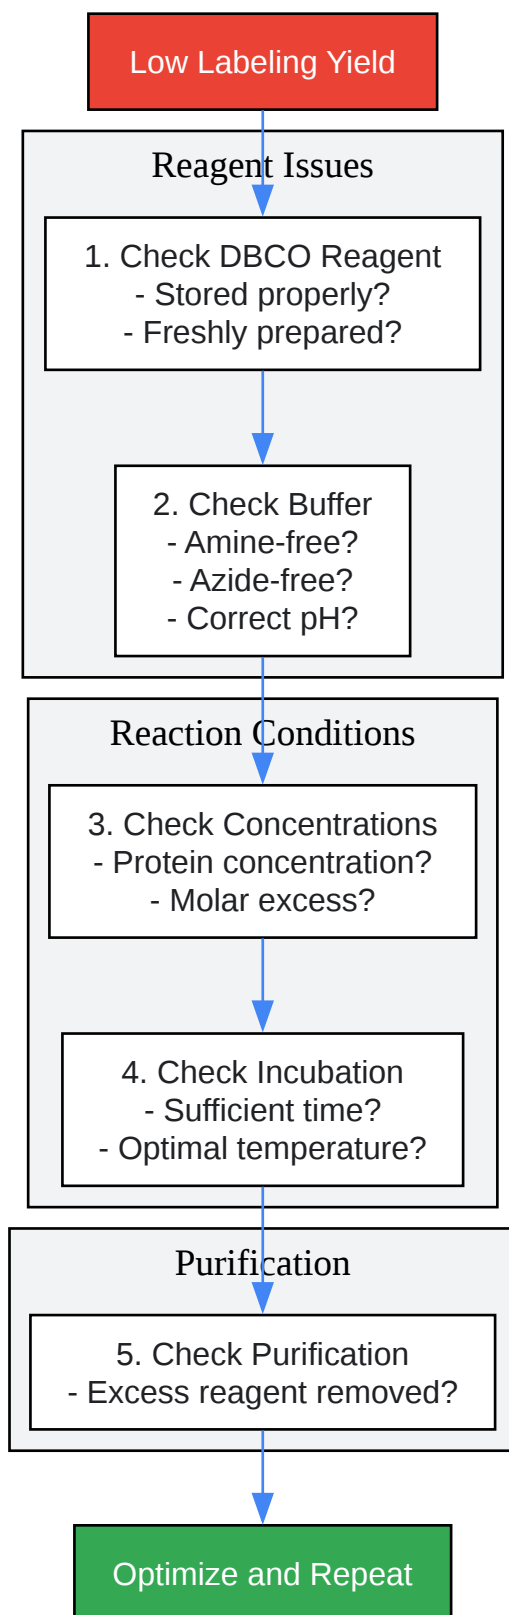 Low Labeling Yield
Reagent Issues
1. Check DBCO Reagent
- Stored properly?
- Freshly prepared?
2. Check Buffer
- Amine-free?
- Azide-free?
- Correct pH?
Reaction Conditions
3. Check Concentrations
- Protein concentration?
- Molar excess?
4. Check Incubation
- Sufficient time?
- Optimal temperature?
Purification
5. Check Purification
- Excess reagent removed?
Optimize and Repeat